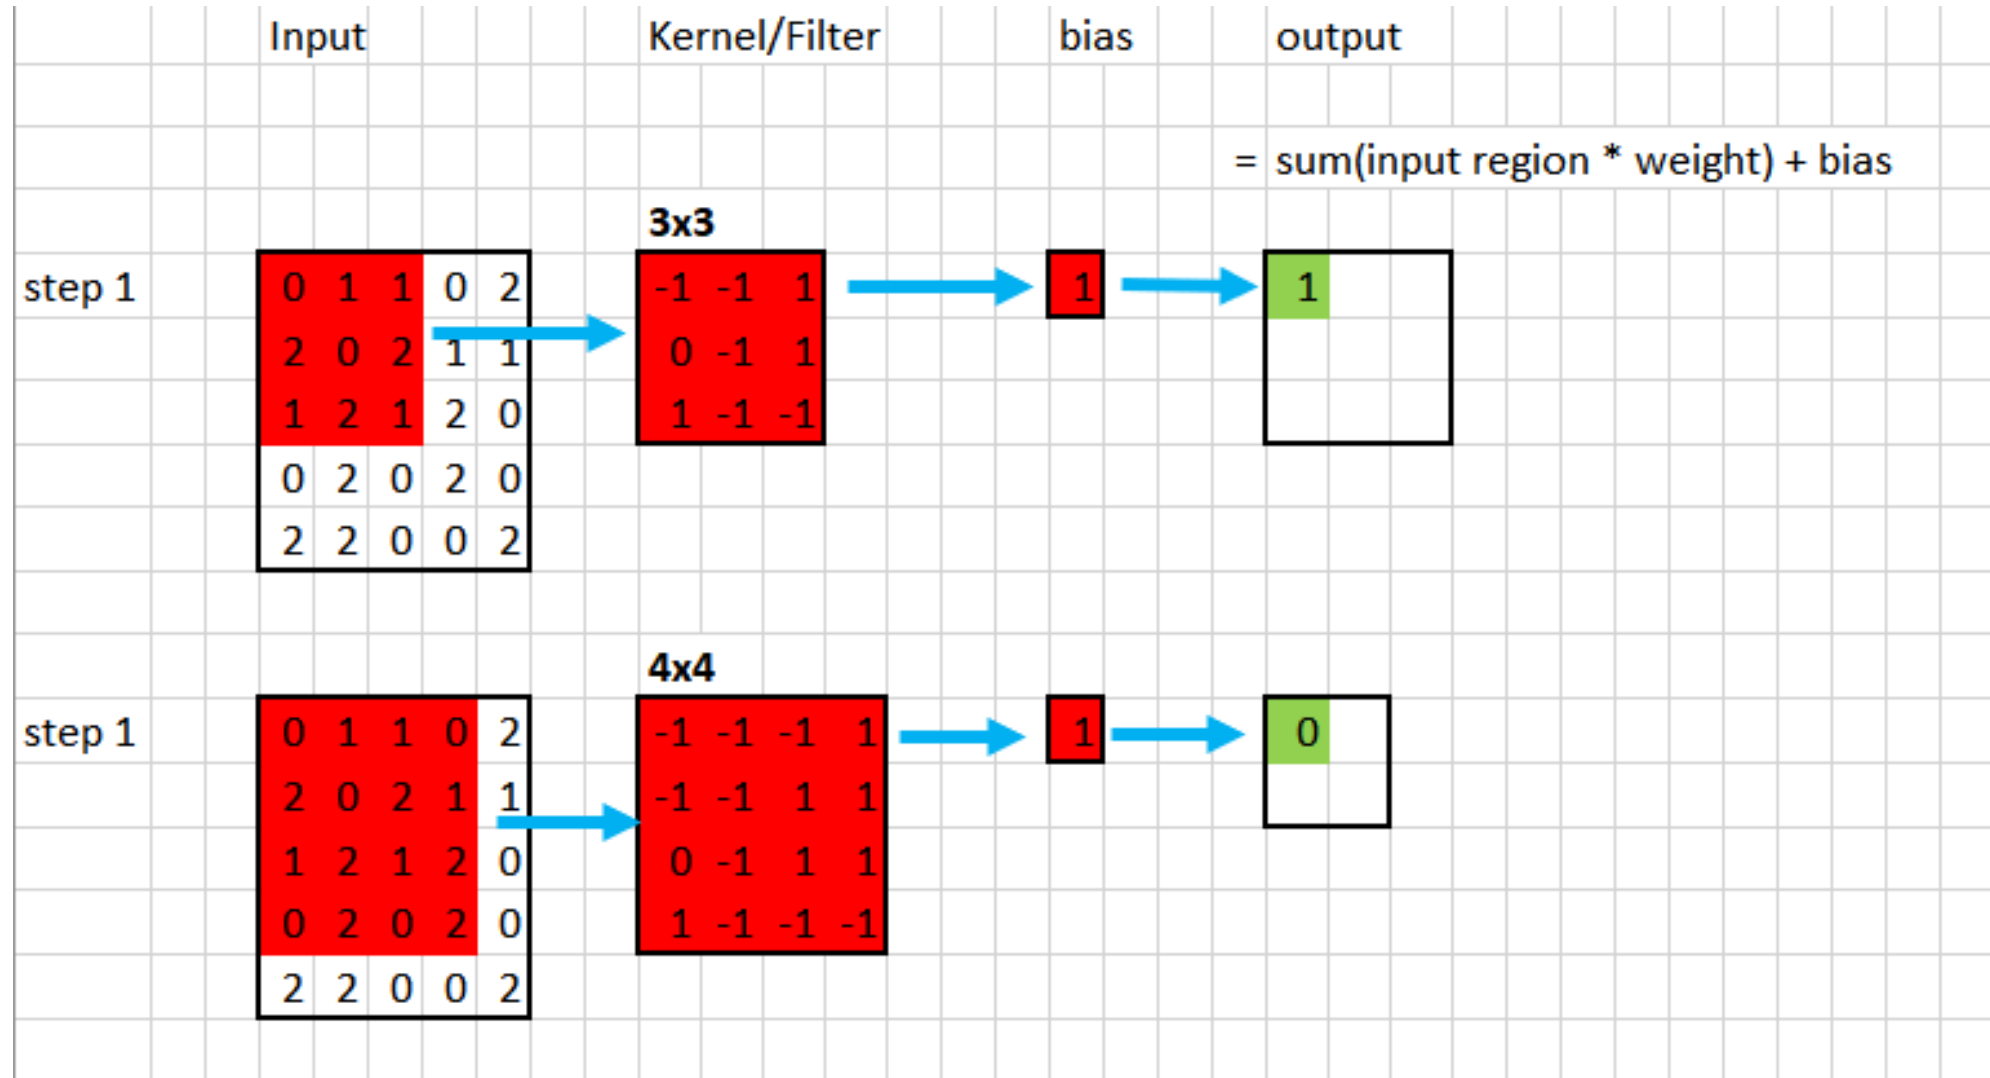 Input Kernel/Filter bias output
= sum(input region * weight) + bias
3x3
step 1 0 1 1 0 2 -1 -1 1 1 1
2 0 2 1 1 0 -1 1
1 2 1 2 0 1 -1 -1
0 2 0 2 0
2 2 0 0 2
4x4
step 1 0 1 1 0 2 -1 -1 -1 1 1 0
2 0 2 1 1 -1 -1 1 1
1 2 1 2 0 0 -1 1 1
0 2 0 2 0 1 -1 -1 -1
2 2 0 0 2